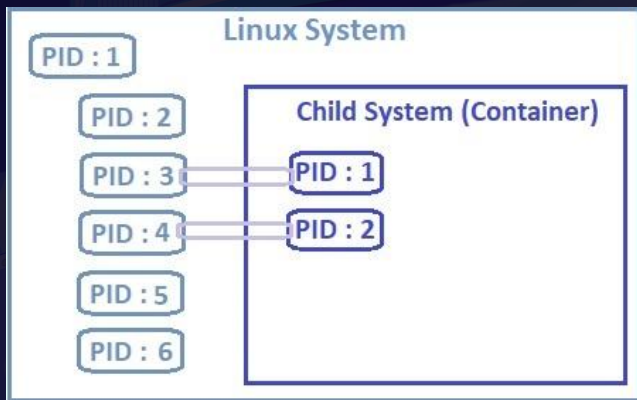 Linux System
PID : 1
PID : 2
PID : 3
PID : 4
PID : 5
PID : 6
Child System (Container)
PID : 1
PID : 2